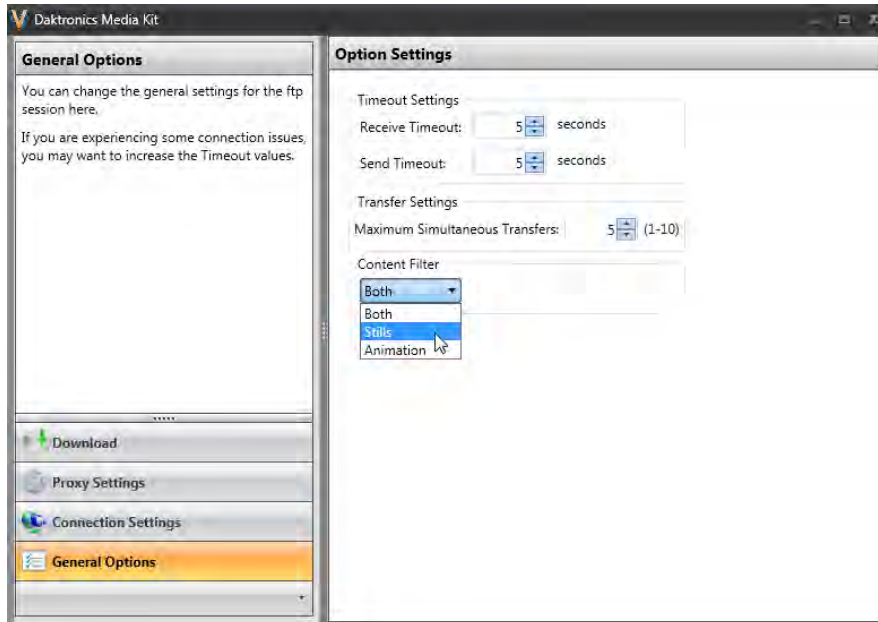 Daktronics Media Kit
General Options
You can change the general settings for the ftp
session here.
If you are experiencing some connection issues,
you may want to increase the Timeout values.
Download
Proxy Settings
Connection Settings
General Options
Option Settings
Timeout Settings
Receive Timeout: 5 seconds
Send Timeout: 5 seconds
Transfer Settings
Maximum Simultaneous Transfers: 5 (1-10)
Content Filter
Both
Both
Stills
Animation